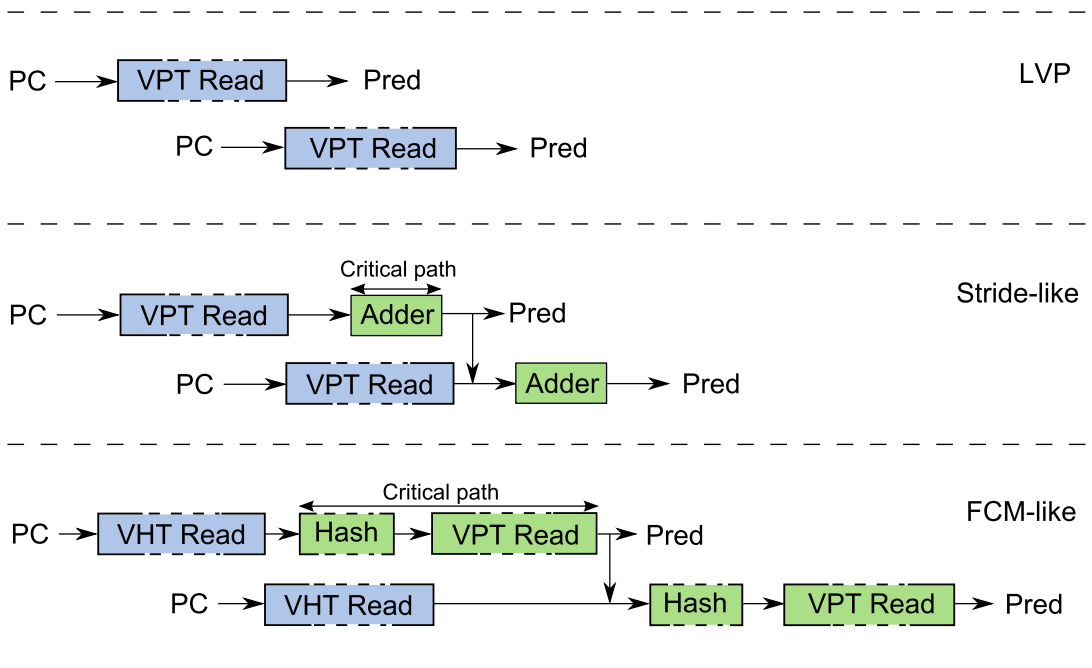 PC VPT Read Pred LVP
PC VPT Read Pred
Critical path
Stride-like
PC VPT Read Adder Pred
PC VPT Read Adder Pred
Critical path
FCM-like
PC VHT Read Hash VPT Read Pred
PC VHT Read Hash VPT Read Pred